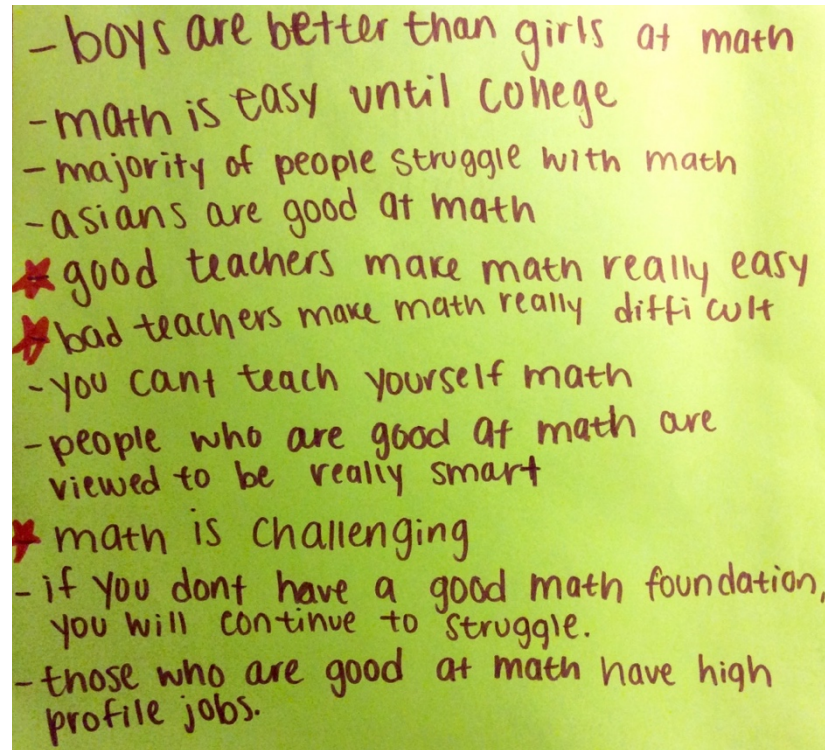 - boys are better than girls at math
- math is easy until college
- majority of people struggle with math
- asians are good at math
good teachers make math really easy
bad teachers make math really difficult
- you cant teach yourself math
- people who are good at math are
viewed to be really smart
math is challenging
- if you dont have a good math foundation,
you will continue to struggle.
- those who are good at math have high
profile jobs.